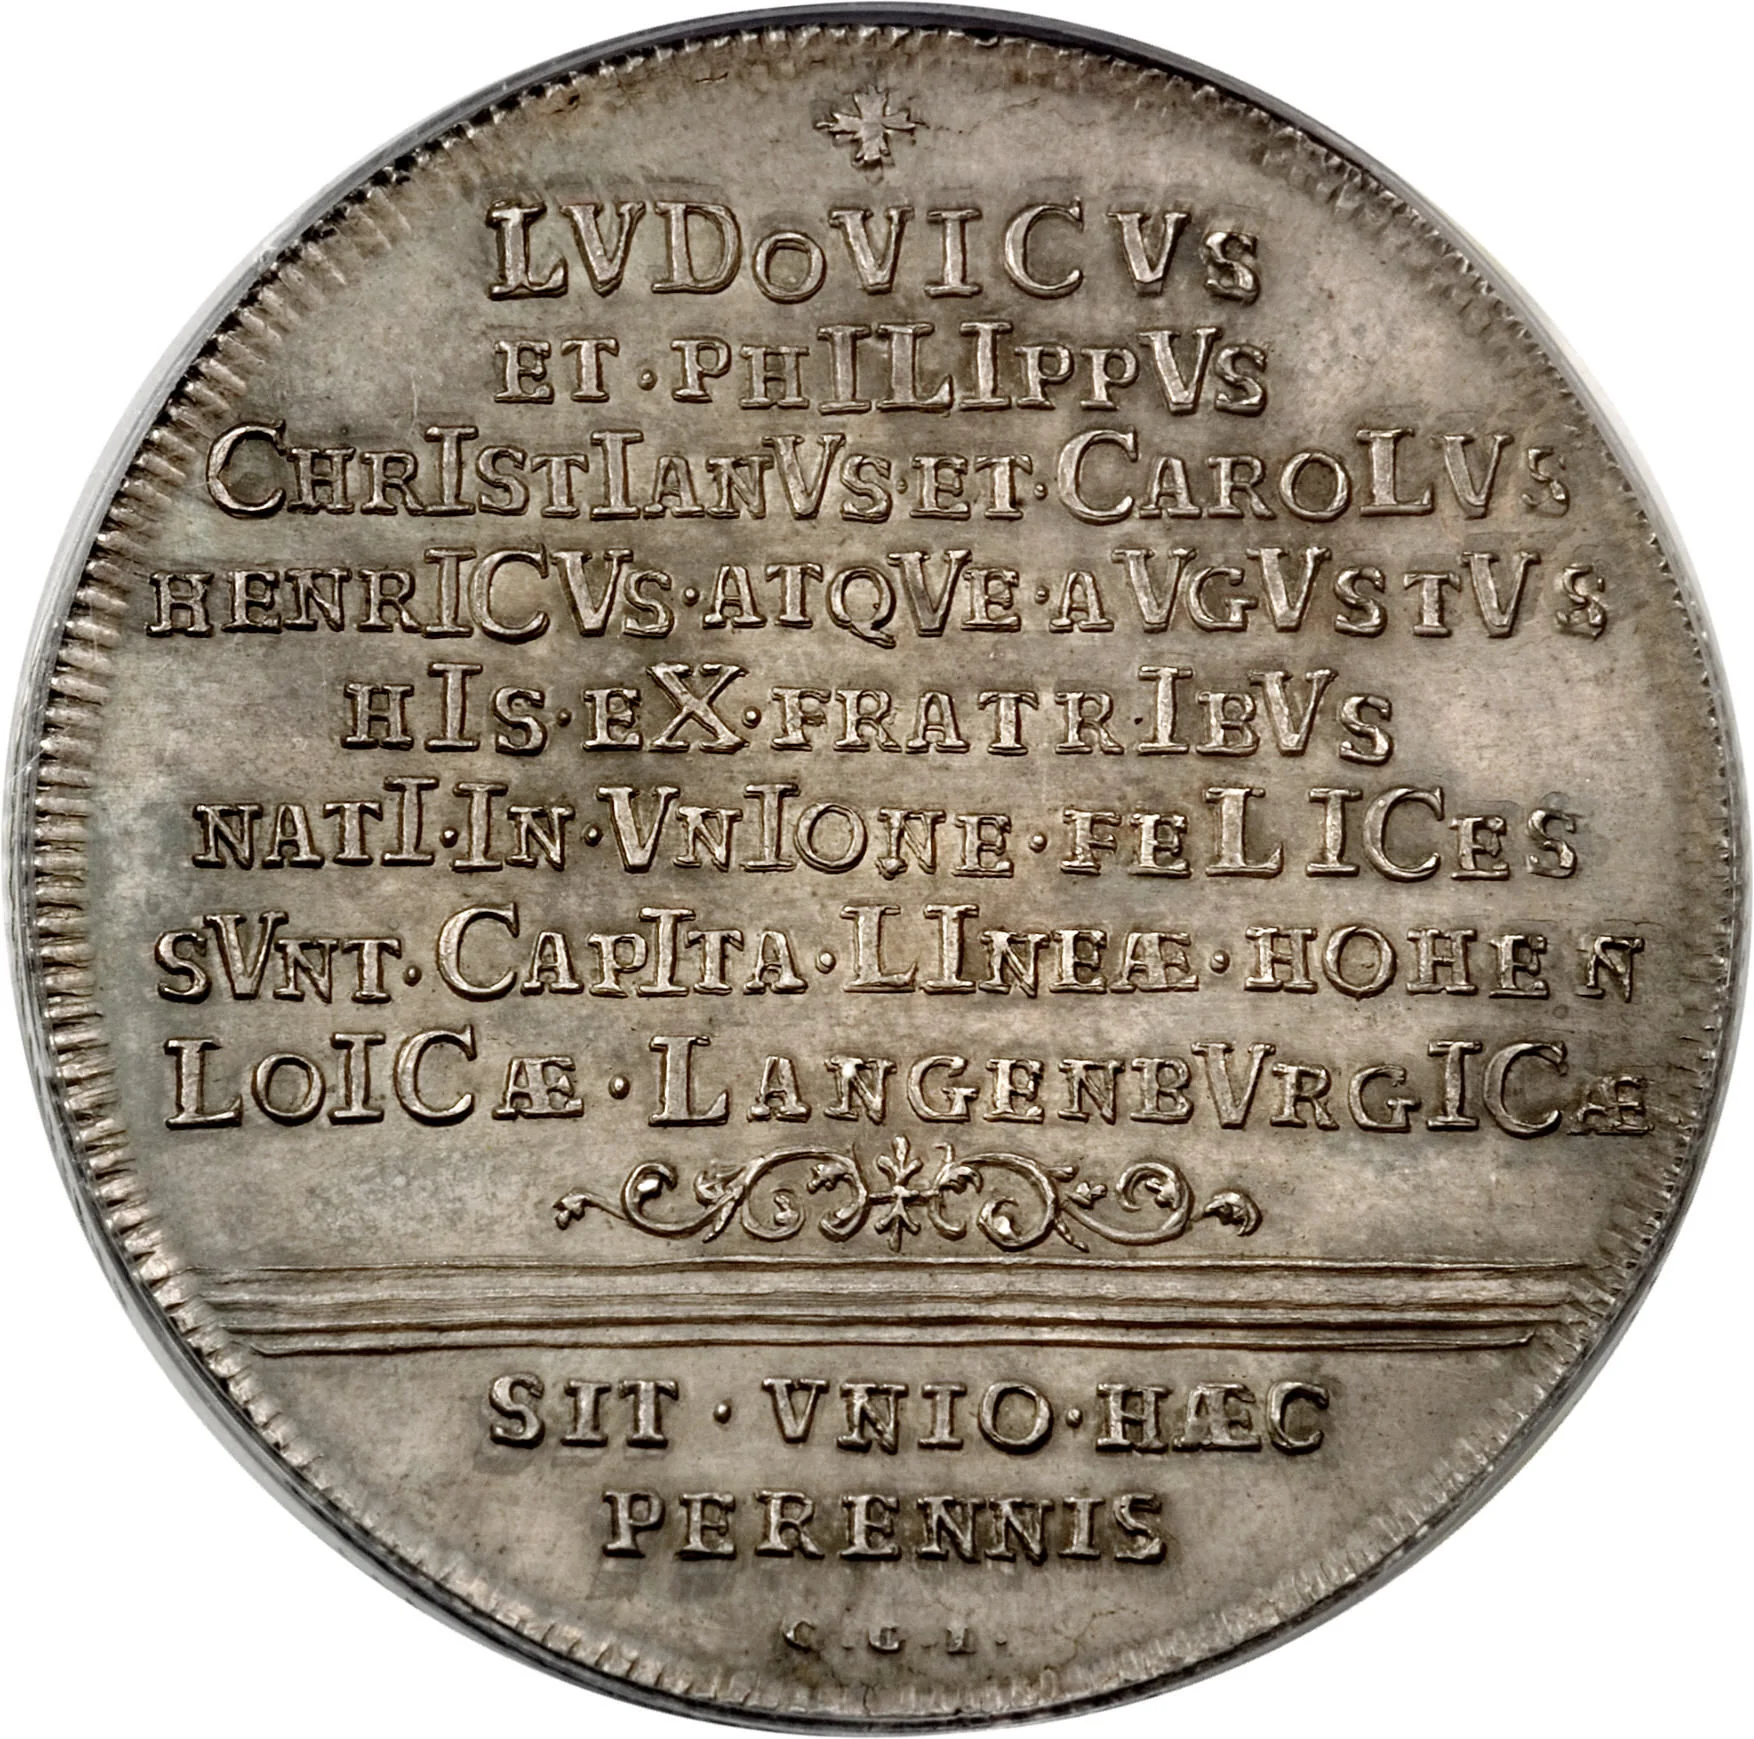 LVDOVICVS
ET · PHILIPPVS
CHRISTIANVS · ET · CAROLVS
HENRICVS · ATQVE · AVGVSTVS
HIS · EX · FRATRIBVS
NATI · IN · VNIONE · FELICES
SVNT · CAPITA · LINEÆ · HOHEN
LOICÆ · LANGENBVRGICÆ
SIT · VNIO · HÆC
PERENNIS
C · G · L ·